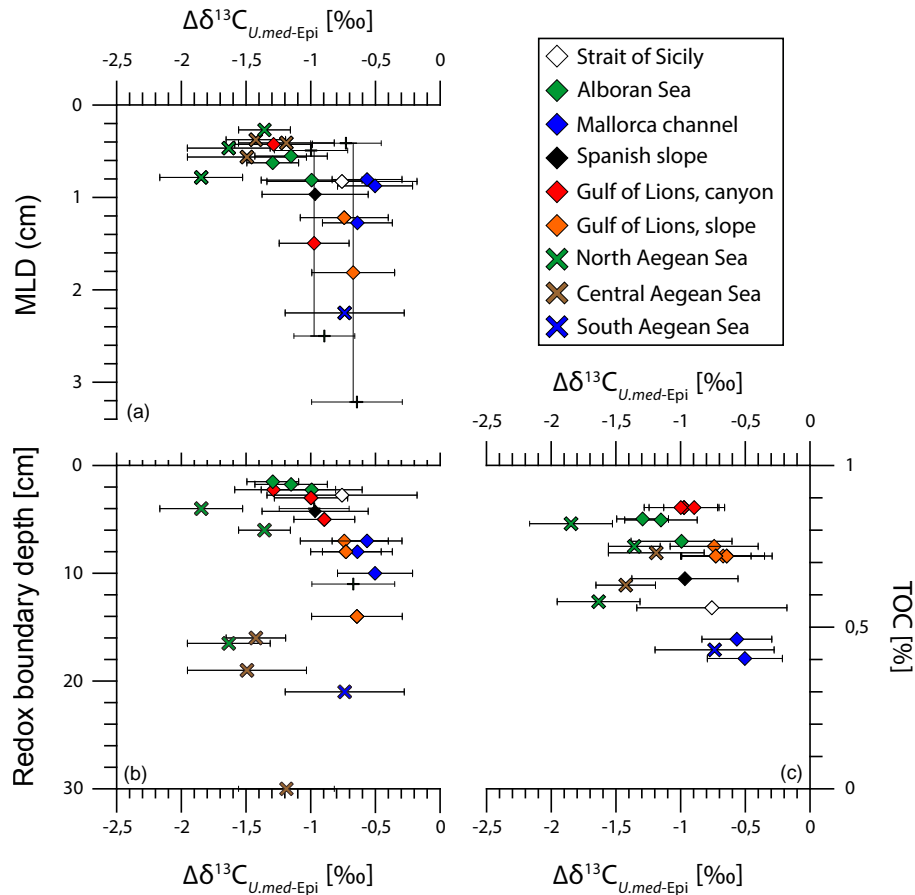 Δδ¹³C U.med-Epi [‰]
-2,5 -2 -1,5 -1 -0,5 0
0
1
2
3
MLD (cm)
(a)
Strait of Sicily
Alboran Sea
Mallorca channel
Spanish slope
Gulf of Lions, canyon
Gulf of Lions, slope
North Aegean Sea
Central Aegean Sea
South Aegean Sea
Δδ¹³C U.med-Epi [‰]
-2,5 -2 -1,5 -1 -0,5 0
0
10
20
30
Redox boundary depth [cm]
(b)
-2,5 -2 -1,5 -1 -0,5 0
Δδ¹³C U.med-Epi [‰]
1
0,5
0
TOC [%]
(c)
-2,5 -2 -1,5 -1 -0,5 0
Δδ¹³C U.med-Epi [‰]